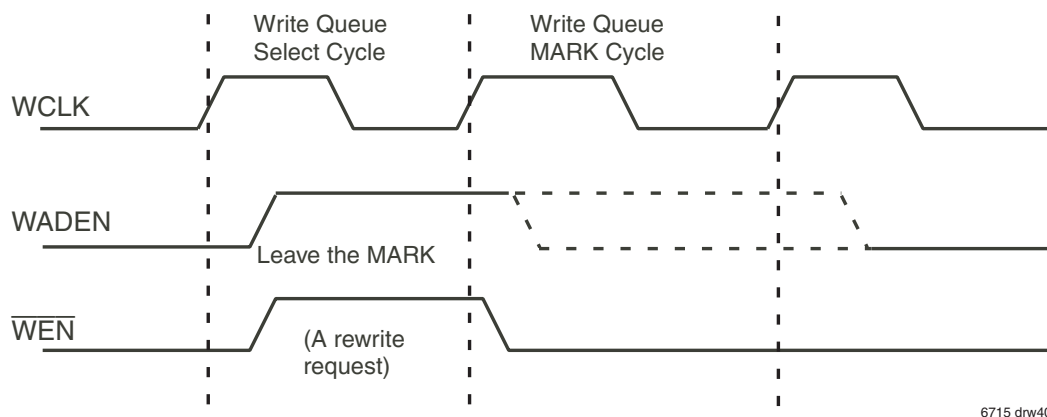 Write Queue
Select Cycle
Write Queue
MARK Cycle
WCLK
WADEN
Leave the MARK
WEN
(A rewrite
request)
6715 drw40